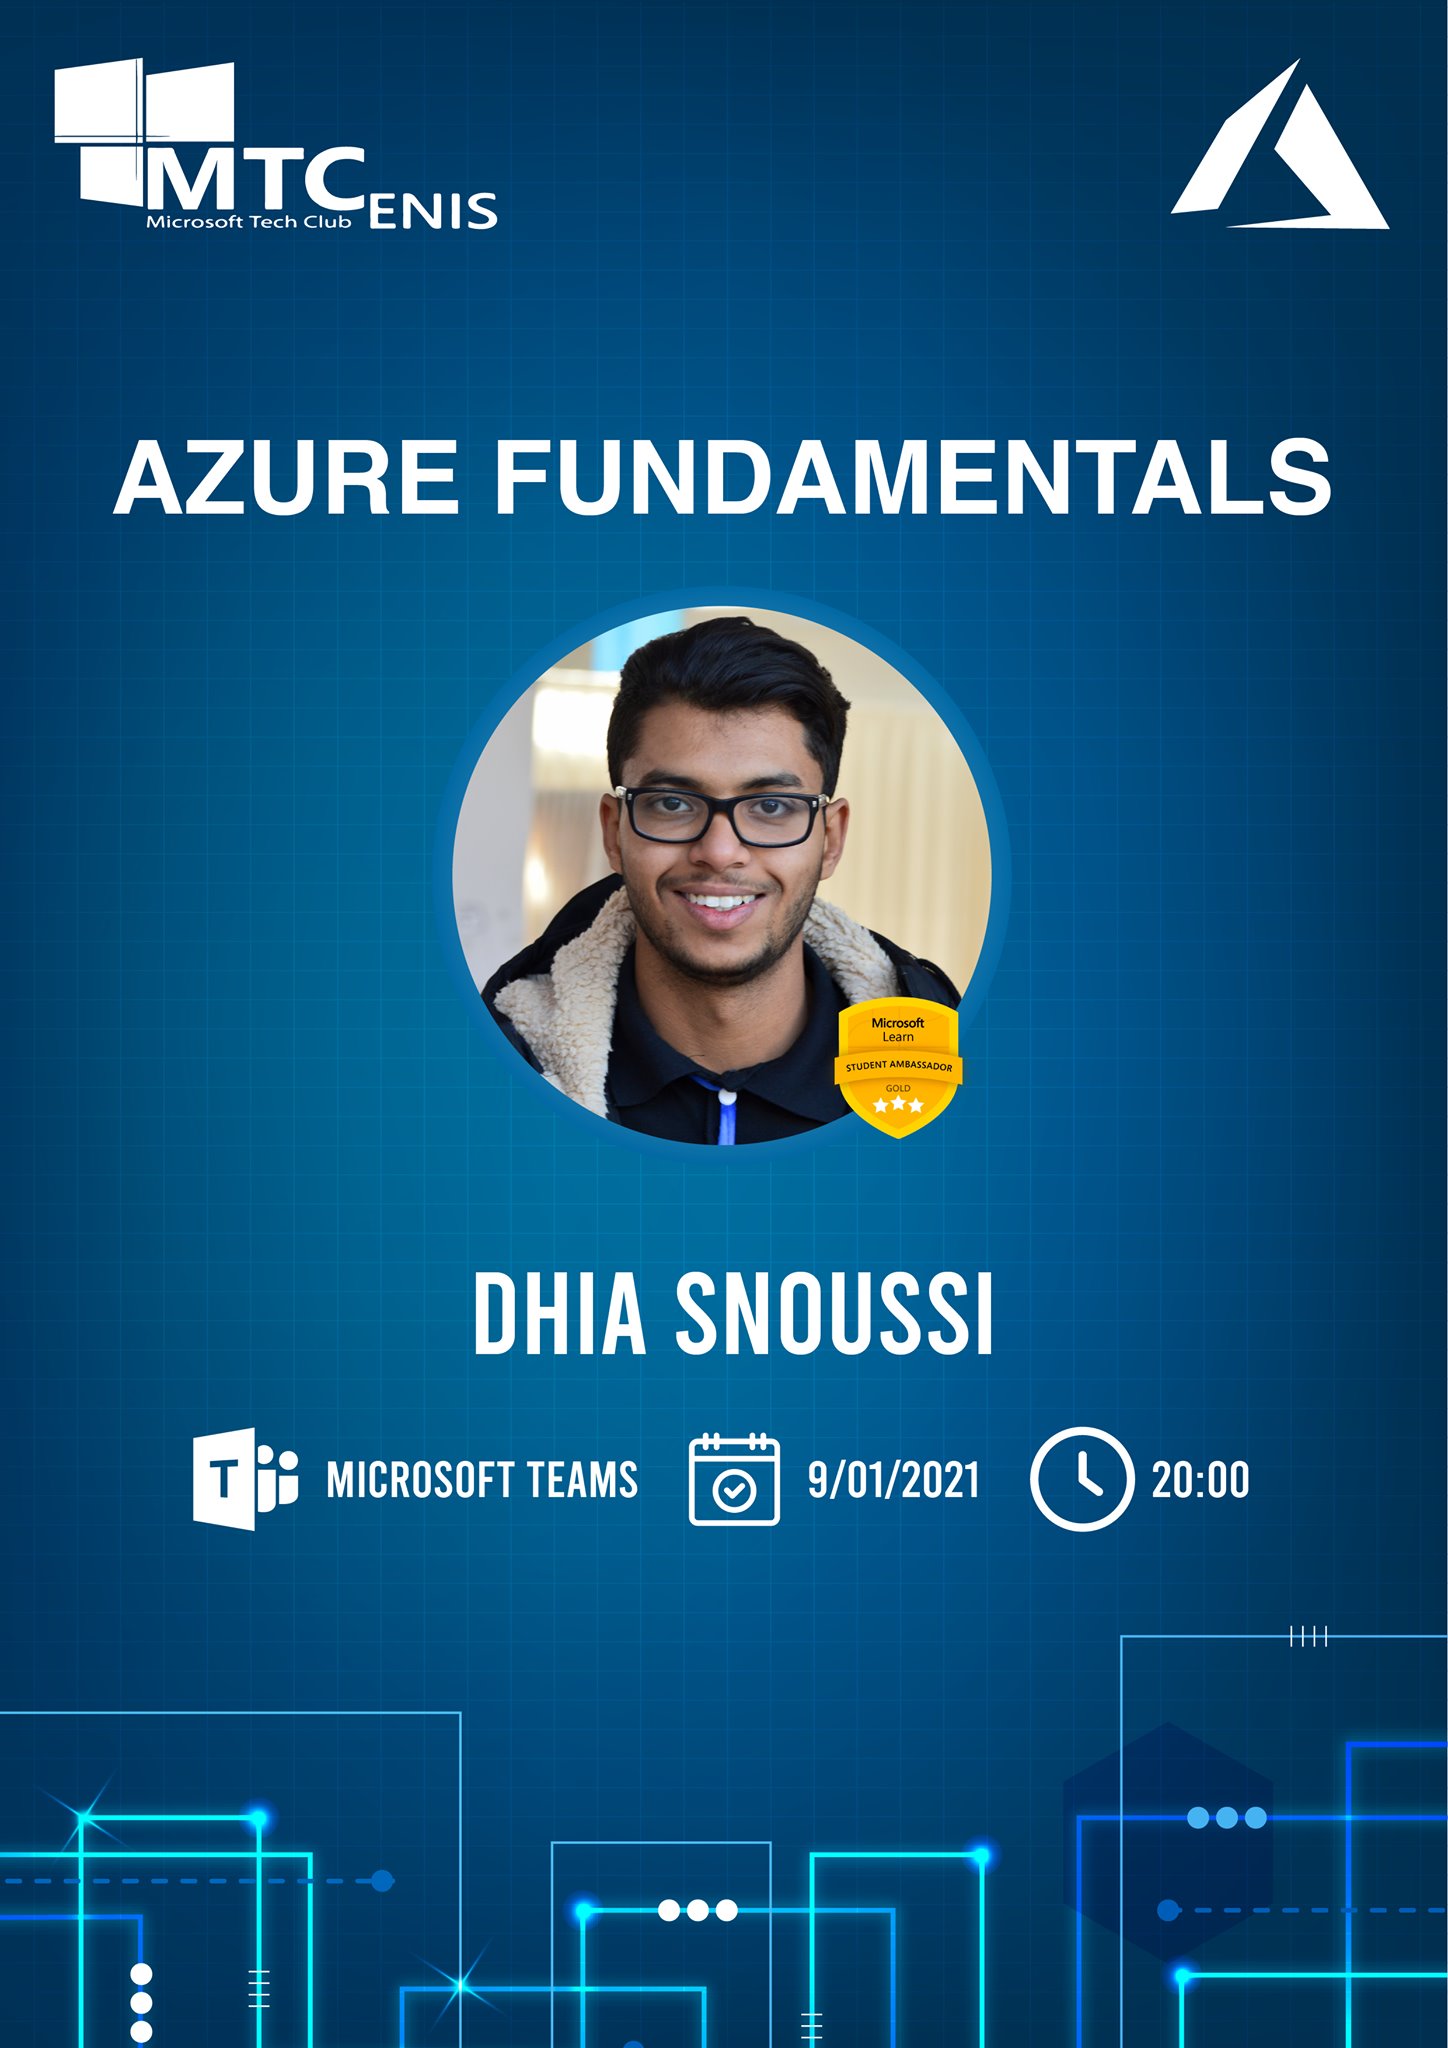 MTC
Microsoft Tech Club
ENIS
AZURE FUNDAMENTALS
Microsoft
Learn
STUDENT AMBASSADOR
GOLD
DHIA SNOUSSI
T
MICROSOFT TEAMS
9/01/2021
20:00